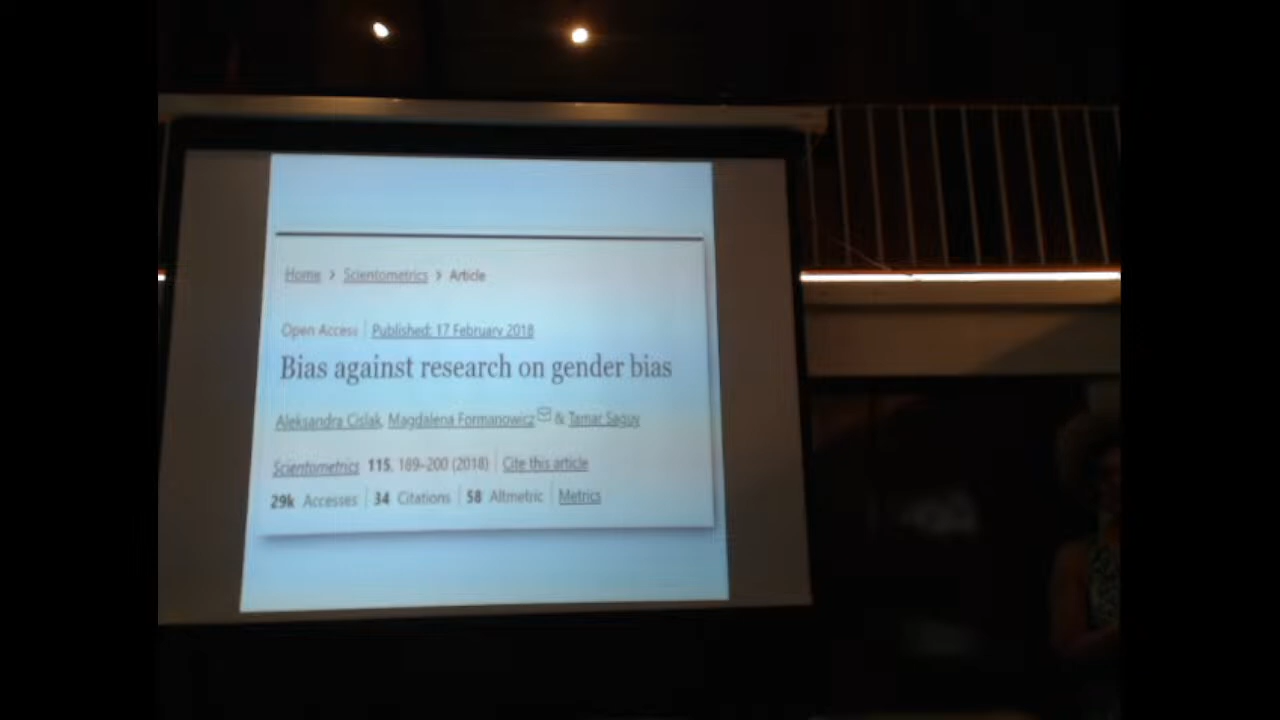 Home > Scientometrics > Article
Open Access | Published: 17 February 2018
Bias against research on gender bias
Aleksandra Cislak, Magdalena Formanowicz & Tamar Saguy
Scientometrics 115, 189–200 (2018) | Cite this article
29k Accesses | 34 Citations | 58 Altmetric | Metrics